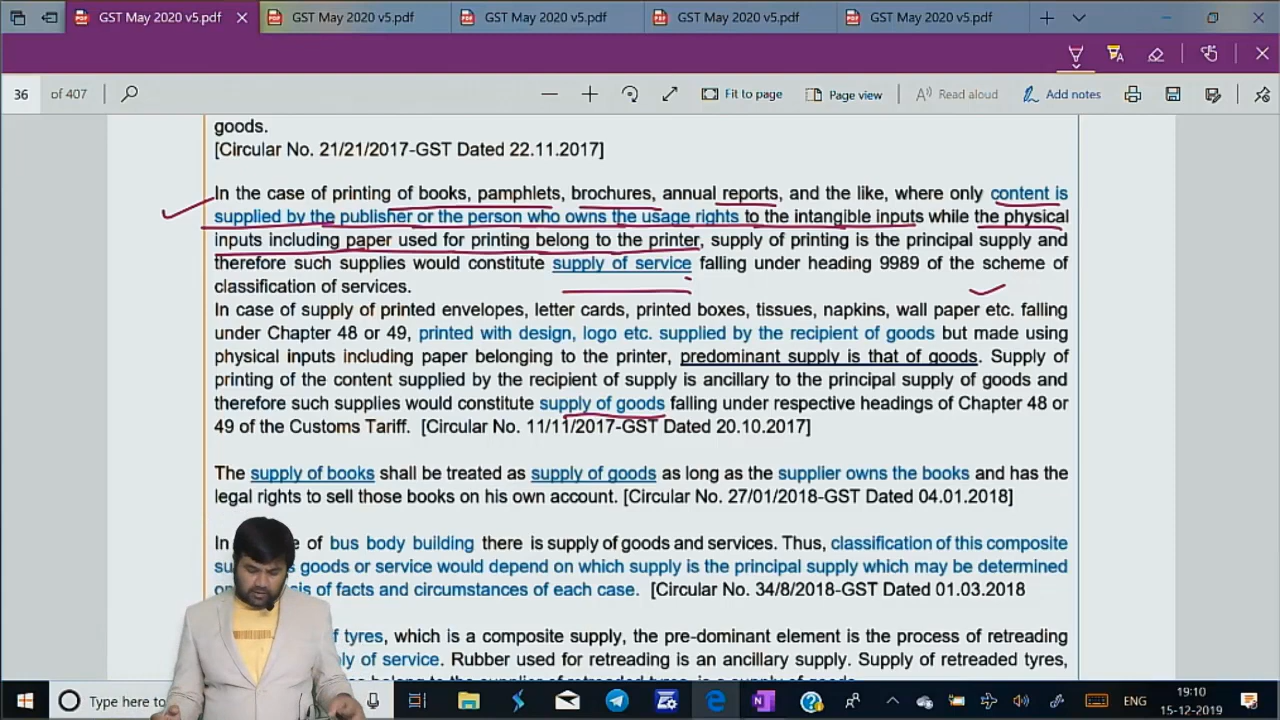 GST May 2020 v5.pdf
GST May 2020 v5.pdf
GST May 2020 v5.pdf
GST May 2020 v5.pdf
GST May 2020 v5.pdf
36 of 407
Fit to page
Page view
Read aloud
Add notes
goods.
[Circular No. 21/21/2017-GST Dated 22.11.2017]
In the case of printing of books, pamphlets, brochures, annual reports, and the like, where only content is
supplied by the publisher or the person who owns the usage rights to the intangible inputs while the physical
inputs including paper used for printing belong to the printer, supply of printing is the principal supply and
therefore such supplies would constitute supply of service falling under heading 9989 of the scheme of
classification of services.
In case of supply of printed envelopes, letter cards, printed boxes, tissues, napkins, wall paper etc. falling
under Chapter 48 or 49, printed with design, logo etc. supplied by the recipient of goods but made using
physical inputs including paper belonging to the printer, predominant supply is that of goods. Supply of
printing of the content supplied by the recipient of supply is ancillary to the principal supply of goods and
therefore such supplies would constitute supply of goods falling under respective headings of Chapter 48 or
49 of the Customs Tariff. [Circular No. 11/11/2017-GST Dated 20.10.2017]
The supply of books shall be treated as supply of goods as long as the supplier owns the books and has the
legal rights to sell those books on his own account. [Circular No. 27/01/2018-GST Dated 04.01.2018]
In of bus body building there is supply of goods and services. Thus, classification of this composite
goods or service would depend on which supply is the principal supply which may be determined
of facts and circumstances of each case. [Circular No. 34/8/2018-GST Dated 01.03.2018
of tyres, which is a composite supply, the pre-dominant element is the process of retreading
of service. Rubber used for retreading is an ancillary supply. Supply of retreaded tyres,
Type here to
ENG
19:10
15-12-2019